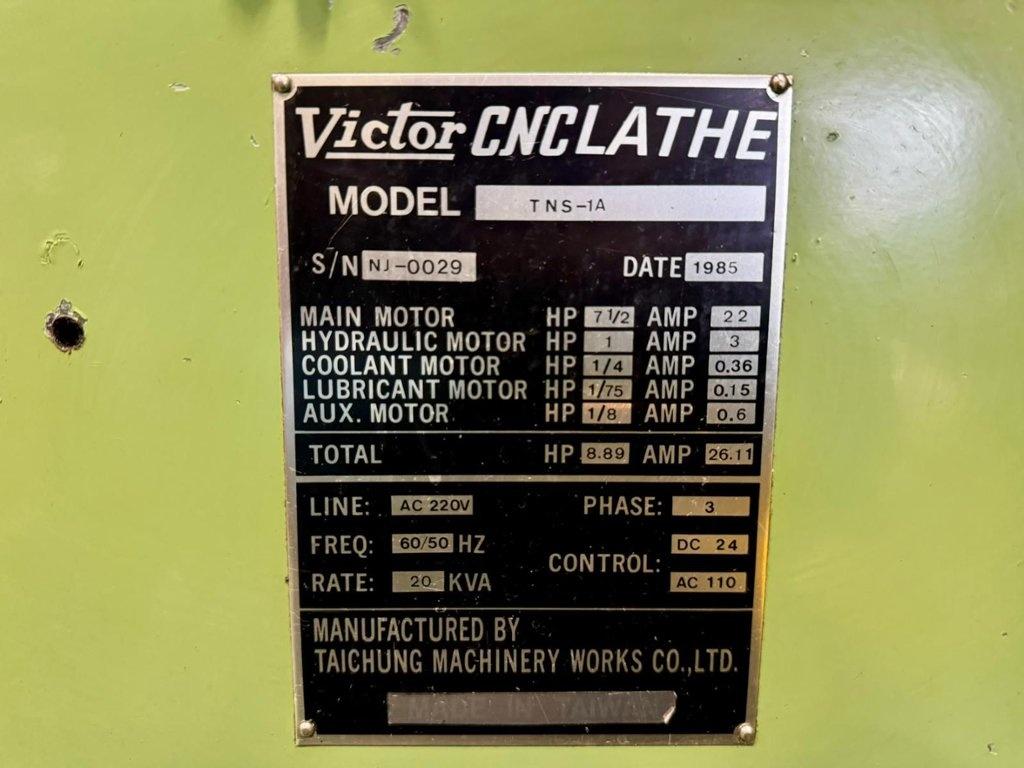 Victor CNC LATHE
MODEL TNS-1A
S/N NJ-0029 DATE 1985
MAIN MOTOR HP 7 1/2 AMP 22
HYDRAULIC MOTOR HP 1 AMP 3
COOLANT MOTOR HP 1/4 AMP 0.36
LUBRICANT MOTOR HP 1/75 AMP 0.15
AUX. MOTOR HP 1/8 AMP 0.6
TOTAL HP 8.89 AMP 26.11
LINE: AC 220V PHASE: 3
FREQ: 60/50 HZ DC 24
CONTROL:
RATE: 20 KVA AC 110
MANUFACTURED BY
TAICHUNG MACHINERY WORKS CO.,LTD.
MADE IN TAIWAN